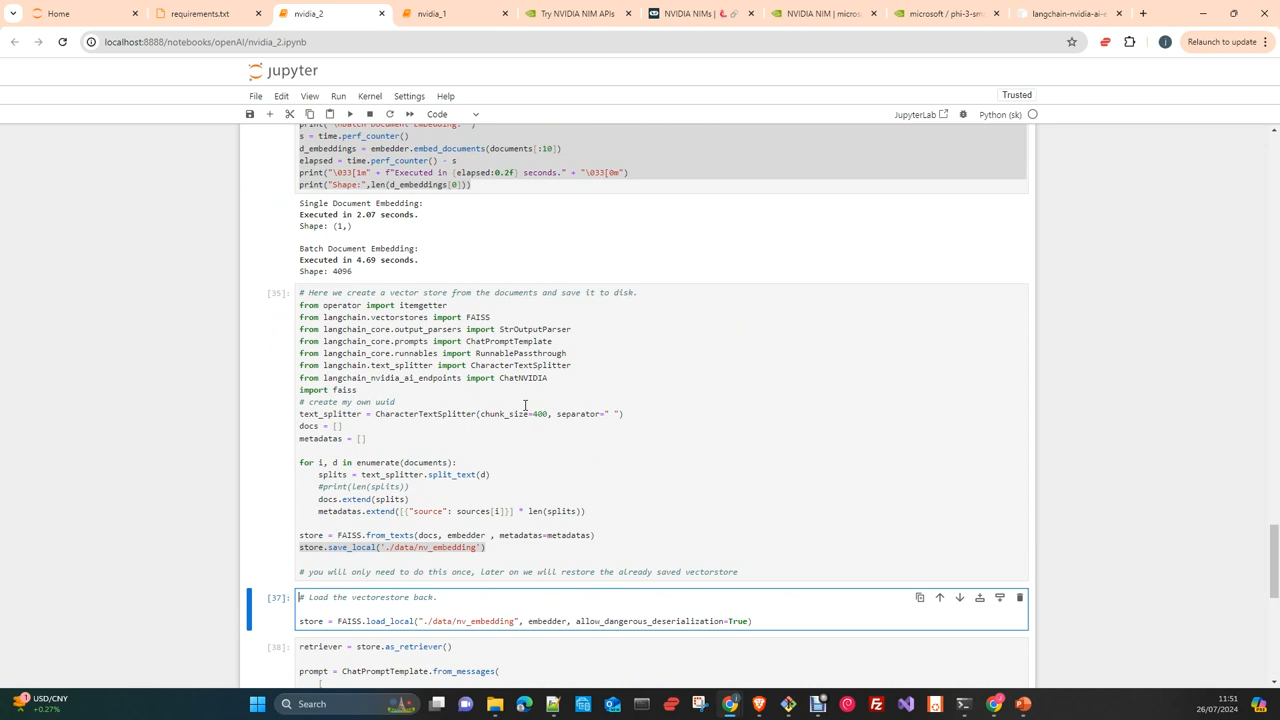 Home
requirements.txt
nvidia_2
nvidia_1
Try NVIDIA NIM APIs
NVIDIA NIMs |
NVIDIA NIM | micros
microsoft / phi-3-sm
langchain-nvidia-ai-e
localhost:8888/notebooks/openAI/nvidia_2.ipynb
Relaunch to update
jupyter
File Edit View Run Kernel Settings Help
Trusted
Code
JupyterLab
Python (sk)
print("\nBatch Document Embedding: ")
s = time.perf_counter()
d_embeddings = embedder.embed_documents(documents[:10])
elapsed = time.perf_counter() - s
print("\033[1m" + f"Executed in {elapsed:0.2f} seconds." + "\033[0m")
print("Shape:",len(d_embeddings[0]))
Single Document Embedding:
Executed in 2.07 seconds.
Shape: (1,)
Batch Document Embedding:
Executed in 4.69 seconds.
Shape: 4096
[35]:
# Here we create a vector store from the documents and save it to disk.
from operator import itemgetter
from langchain.vectorstores import FAISS
from langchain_core.output_parsers import StrOutputParser
from langchain_core.prompts import ChatPromptTemplate
from langchain_core.runnables import RunnablePassthrough
from langchain.text_splitter import CharacterTextSplitter
from langchain_nvidia_ai_endpoints import ChatNVIDIA
import faiss
# create my own uuid
text_splitter = CharacterTextSplitter(chunk_size=400, separator=" ")
docs = []
metadatas = []
for i, d in enumerate(documents):
splits = text_splitter.split_text(d)
#print(len(splits))
docs.extend(splits)
metadatas.extend([{"source": sources[i]}] * len(splits))
store = FAISS.from_texts(docs, embedder , metadatas=metadatas)
store.save_local('./data/nv_embedding')
# you will only need to do this once, later on we will restore the already saved vectorstore
[37]:
# Load the vectorestore back.
store = FAISS.load_local("./data/nv_embedding", embedder, allow_dangerous_deserialization=True)
[38]:
retriever = store.as_retriever()
prompt = ChatPromptTemplate.from_messages(
[
USD/CNY
+0.27%
Search
11:51
26/07/2024